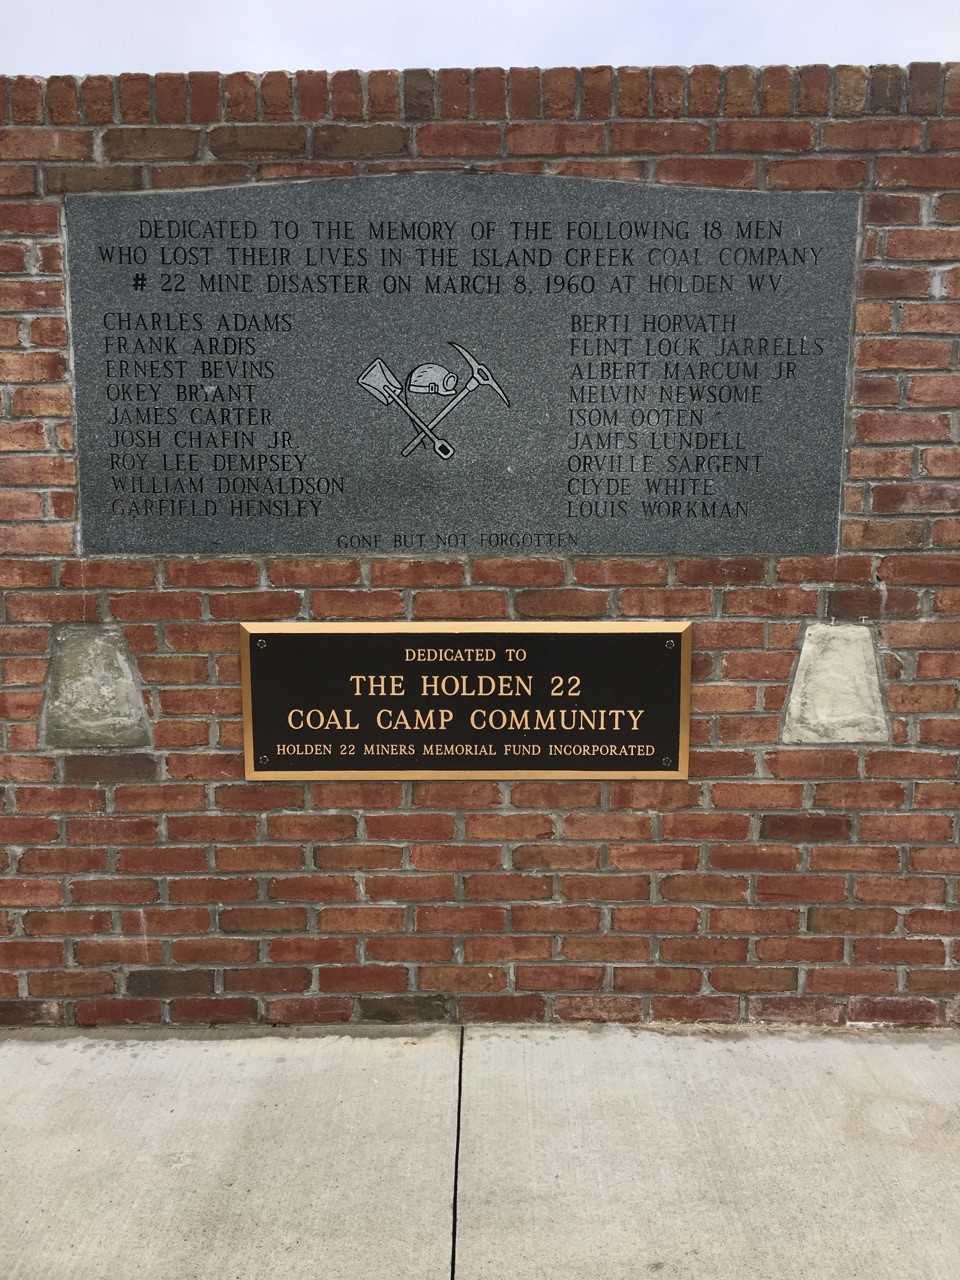 DEDICATED TO THE MEMORY OF THE FOLLOWING 18 MEN
WHO LOST THEIR LIVES IN THE ISLAND CREEK COAL COMPANY
# 22 MINE DISASTER ON MARCH 8, 1960 AT HOLDEN WV.
CHARLES ADAMS
FRANK ARDIS
ERNEST BEVINS
OKEY BRYANT
JAMES CARTER
JOSH CHAFIN JR.
ROY LEE DEMPSEY
WILLIAM DONALDSON
GARFIELD HENSLEY
BERTI HORVATH
FLINT LOCK JARRELLS
ALBERT MARCUM JR
MELVIN NEWSOME
ISOM OOTEN
JAMES LUNDELL
ORVILLE SARGENT
CLYDE WHITE
LOUIS WORKMAN
GONE BUT NOT FORGOTTEN
DEDICATED TO
THE HOLDEN 22
COAL CAMP COMMUNITY
HOLDEN 22 MINERS MEMORIAL FUND INCORPORATED